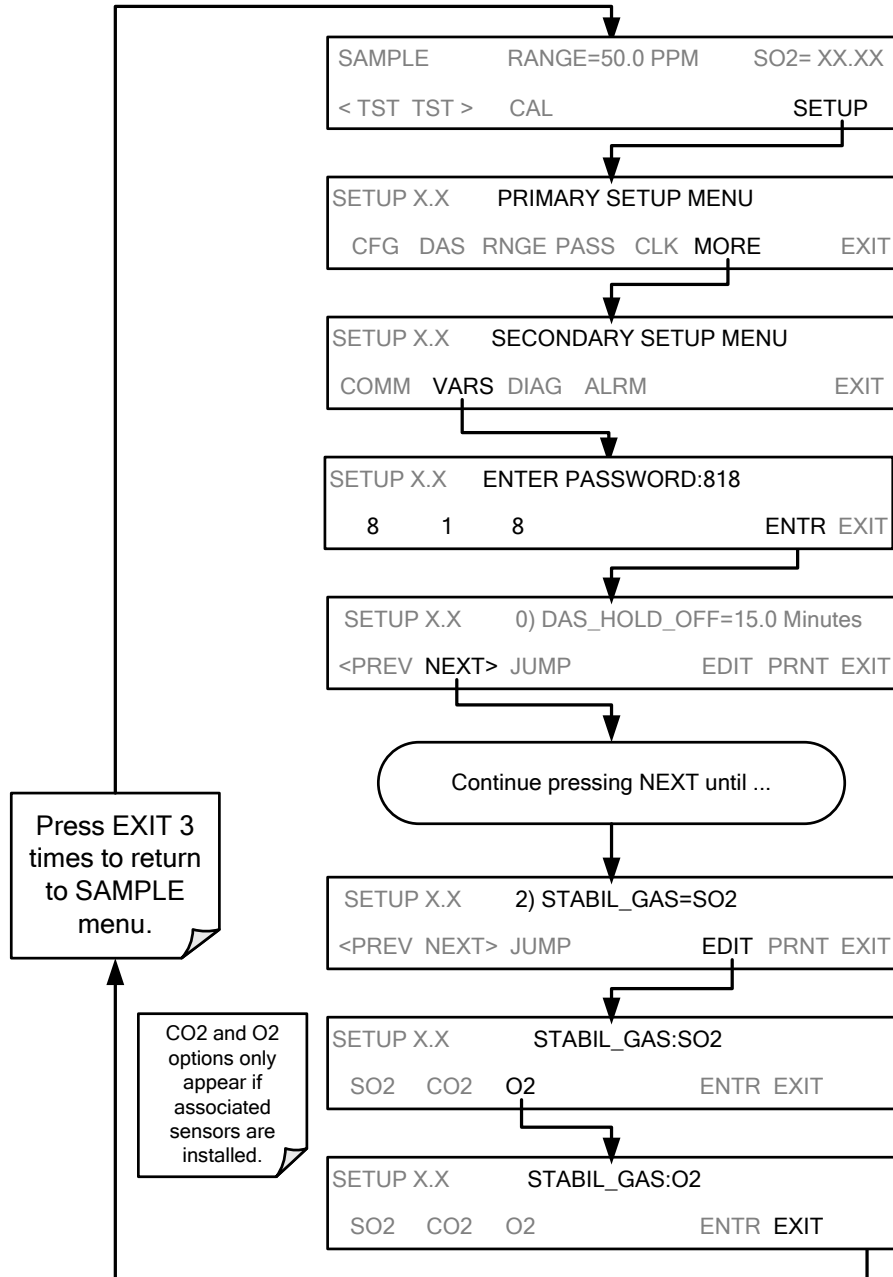 SAMPLE RANGE=50.0 PPM SO2= XX.XX
< TST TST > CAL SETUP
SETUP X.X PRIMARY SETUP MENU
CFG DAS RNGE PASS CLK MORE EXIT
SETUP X.X SECONDARY SETUP MENU
COMM VARS DIAG ALRM EXIT
SETUP X.X ENTER PASSWORD:818
8 1 8 ENTR EXIT
SETUP X.X 0) DAS_HOLD_OFF=15.0 Minutes
<PREV NEXT> JUMP EDIT PRNT EXIT
Continue pressing NEXT until ...
SETUP X.X 2) STABIL_GAS=SO2
<PREV NEXT> JUMP EDIT PRNT EXIT
SETUP X.X STABIL_GAS:SO2
SO2 CO2 O2 ENTR EXIT
SETUP X.X STABIL_GAS:O2
SO2 CO2 O2 ENTR EXIT
Press EXIT 3
times to return
to SAMPLE
menu.
CO2 and O2
options only
appear if
associated
sensors are
installed.